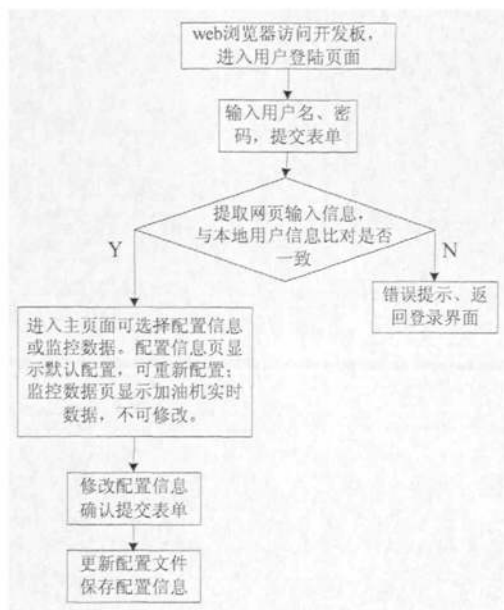 web浏览器访问开发板，
进入用户登陆页面
输入用户名、密
码，提交表单
提取网页输入信息，
与本地用户信息比对是否
一致
Y
N
错误提示、返
回登录界面
进入主页面可选择配置信息
或监控数据。配置信息页显
示默认配置，可重新配置；
监控数据页显示加油机实时
数据，不可修改。
修改配置信息
确认提交表单
更新配置文件
保存配置信息